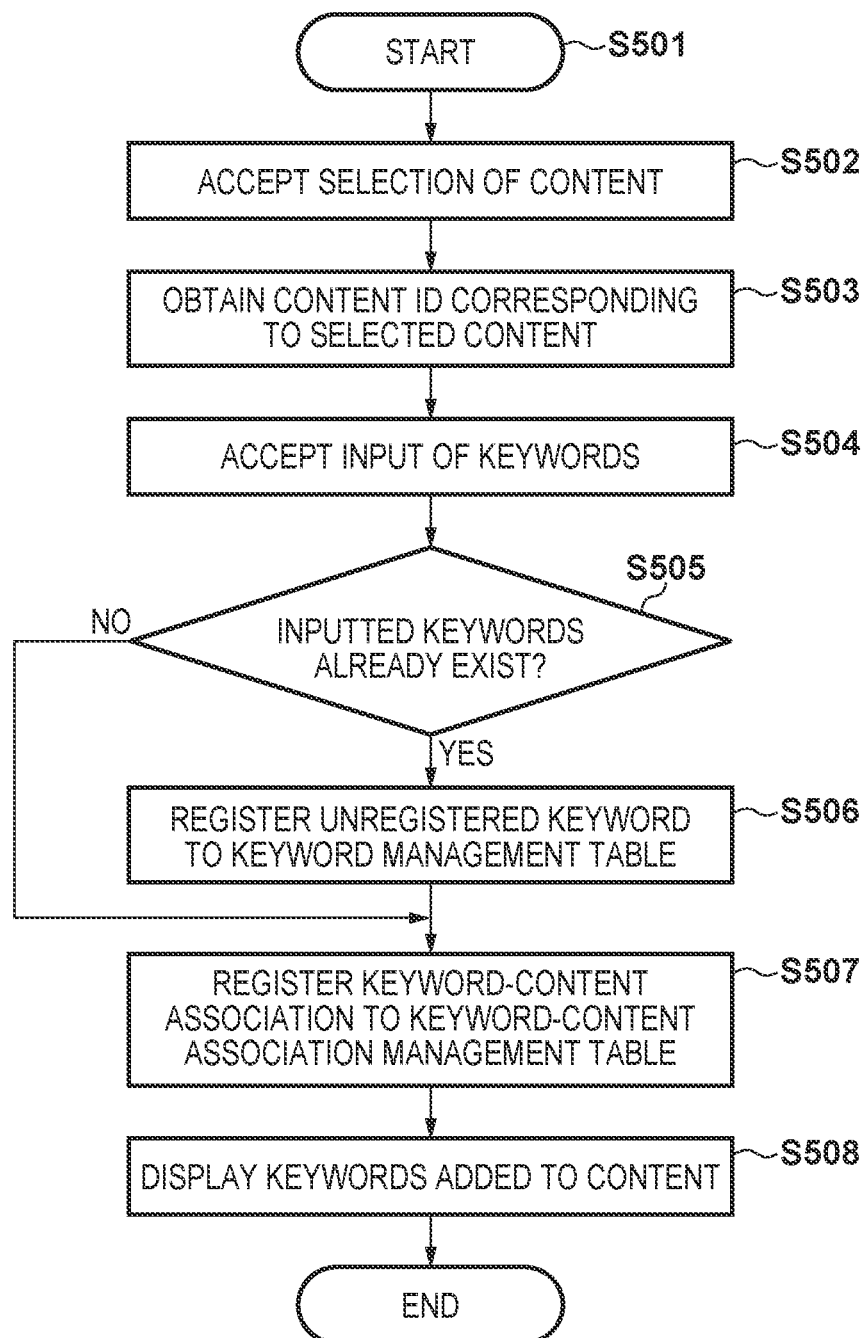 START
S501
ACCEPT SELECTION OF CONTENT
S502
OBTAIN CONTENT ID CORRESPONDING
TO SELECTED CONTENT
S503
ACCEPT INPUT OF KEYWORDS
S504
S505
NO
INPUTTED KEYWORDS
ALREADY EXIST?
YES
REGISTER UNREGISTERED KEYWORD
TO KEYWORD MANAGEMENT TABLE
S506
REGISTER KEYWORD-CONTENT
ASSOCIATION TO KEYWORD-CONTENT
ASSOCIATION MANAGEMENT TABLE
S507
DISPLAY KEYWORDS ADDED TO CONTENT
S508
END